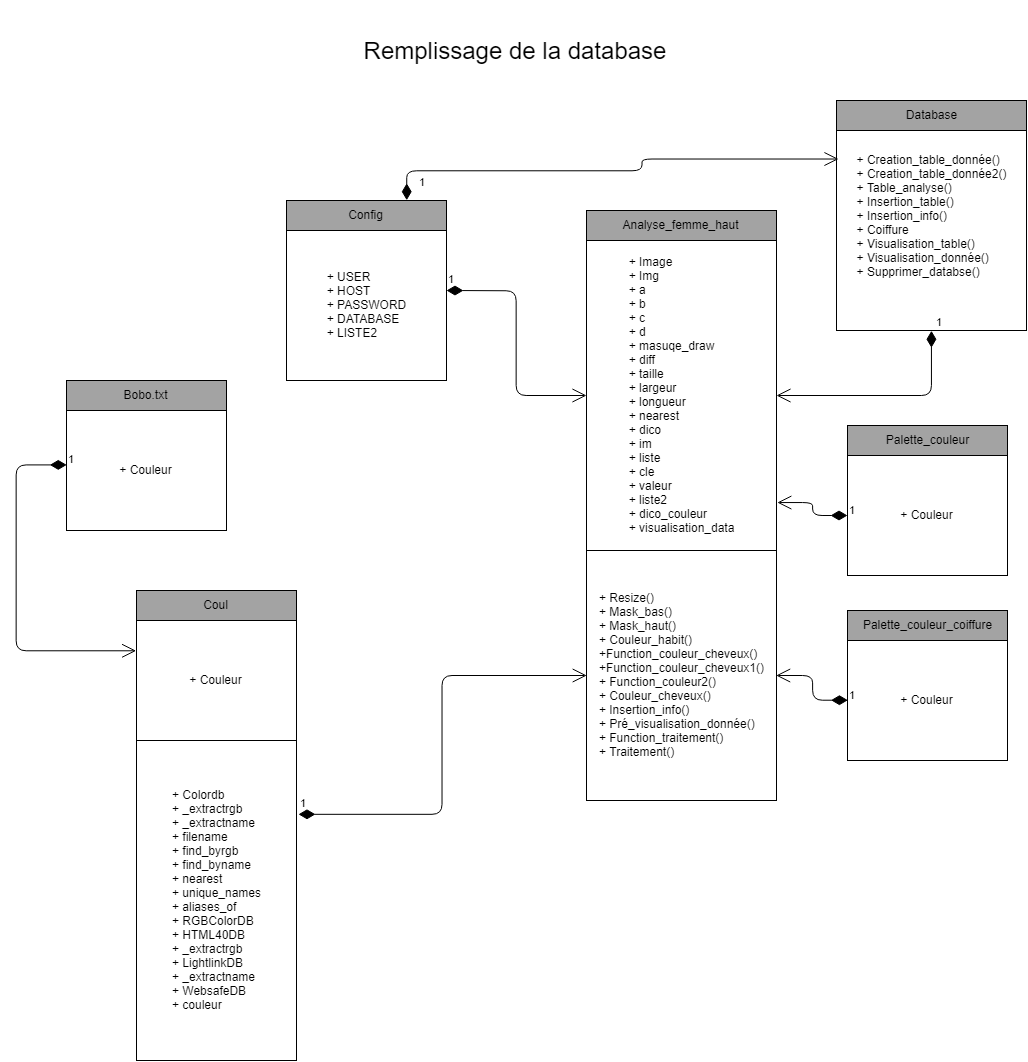 Remplissage de la database
Database
+ Creation_table_donnée()
+ Creation_table_donnée2()
+ Table_analyse()
+ Insertion_table()
+ Insertion_info()
+ Coiffure
+ Visualisation_table()
+ Visualisation_donnée()
+ Supprimer_databse()
1
1
Config
+ USER
+ HOST
+ PASSWORD
+ DATABASE
+ LISTE2
1
Analyse_femme_haut
+ Image
+ Img
+ a
+ b
+ c
+ d
+ masuqe_draw
+ diff
+ taille
+ largeur
+ longueur
+ nearest
+ dico
+ im
+ liste
+ cle
+ valeur
+ liste2
+ dico_couleur
+ visualisation_data
+ Resize()
+ Mask_bas()
+ Mask_haut()
+ Couleur_habit()
+Function_couleur_cheveux()
+Function_couleur_cheveux1()
+ Function_couleur2()
+ Couleur_cheveux()
+ Insertion_info()
+ Pré_visualisation_donnée()
+ Function_traitement()
+ Traitement()
Bobo.txt
1
+ Couleur
Palette_couleur
1
+ Couleur
Palette_couleur_coiffure
1
+ Couleur
Coul
+ Couleur
+ Colordb
+ _extractrgb
+ _extractname
+ filename
+ find_byrgb
+ find_byname
+ nearest
+ unique_names
+ aliases_of
+ RGBColorDB
+ HTML40DB
+ _extractrgb
+ LightlinkDB
+ _extractname
+ WebsafeDB
+ couleur
1